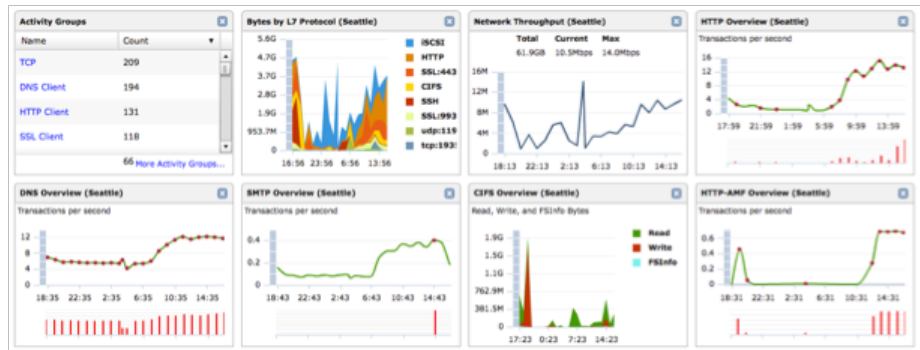 Activity Groups
Name Count
TCP 209
DNS Client 194
HTTP Client 131
SSL Client 118
66 More Activity Groups...
Bytes by L7 Protocol (Seattle)
5.6G
4.7G
3.7G
2.8G
1.9G
953.7M
16:56 23:56 6:56 13:56
iSCSI
HTTP
SSL:443
CIFS
SSH
SSL:993
udp:119
tcp:193
Network Throughput (Seattle)
Total Current Max
61.9GB 10.5Mbps 14.0Mbps
16M
12M
8M
4M
0
18:13 22:13 2:13 6:13 10:13 14:13
HTTP Overview (Seattle)
Transactions per second
16
12
8
4
0
17:59 21:59 1:59 5:59 9:59 13:59
DNS Overview (Seattle)
Transactions per second
12
8
4
0
18:35 22:35 2:35 6:35 10:35 14:35
SMTP Overview (Seattle)
Transactions per second
0.4
0.2
0
18:43 22:43 2:43 6:43 10:43 14:43
CIFS Overview (Seattle)
Read, Write, and FSInfo Bytes
1.9G
1.5G
1.1G
762.9M
381.5M
0
17:23 0:23 7:23 14:23
Read
Write
FSInfo
HTTP-AMF Overview (Seattle)
Transactions per second
0.6
0.4
0.2
0
18:31 22:31 2:31 6:31 10:31 14:31